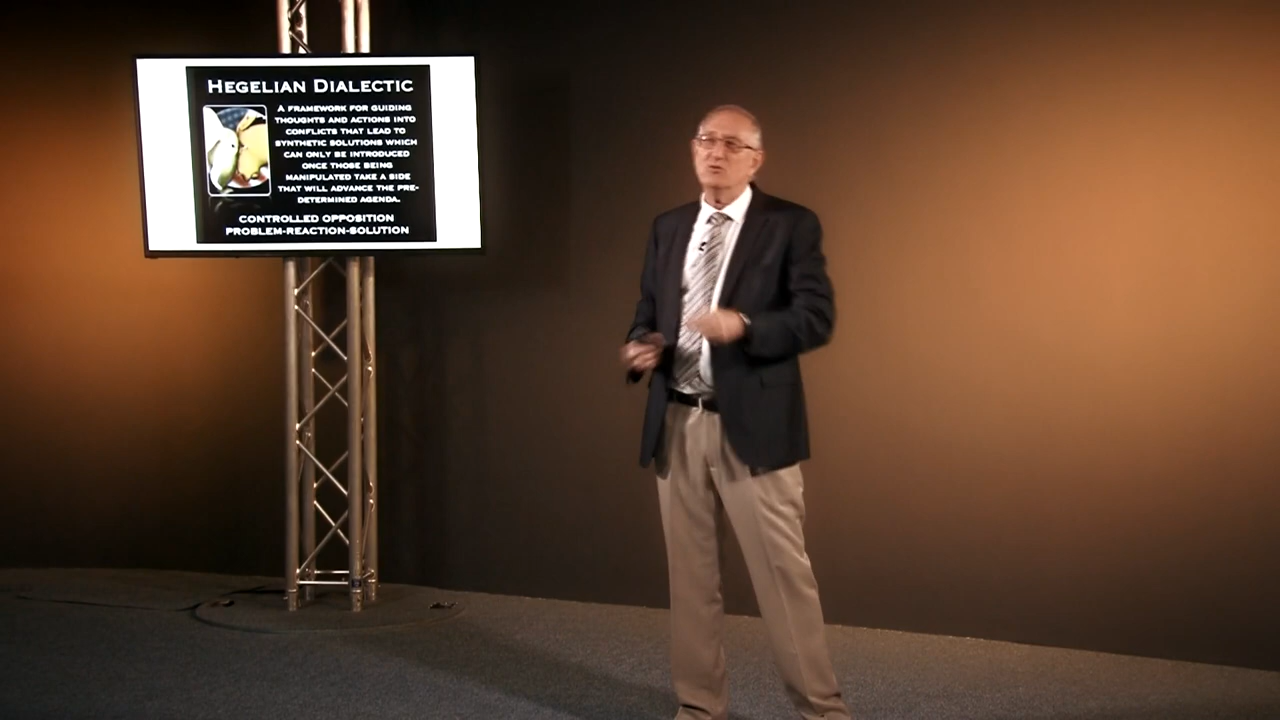 HEGELIAN DIALECTIC
A FRAMEWORK FOR GUIDING
THOUGHTS AND ACTIONS INTO
CONFLICTS THAT LEAD TO
SYNTHETIC SOLUTIONS WHICH
CAN ONLY BE INTRODUCED
ONCE THOSE BEING
MANIPULATED TAKE A SIDE
THAT WILL ADVANCE THE PRE-
DETERMINED AGENDA.
CONTROLLED OPPOSITION
PROBLEM-REACTION-SOLUTION